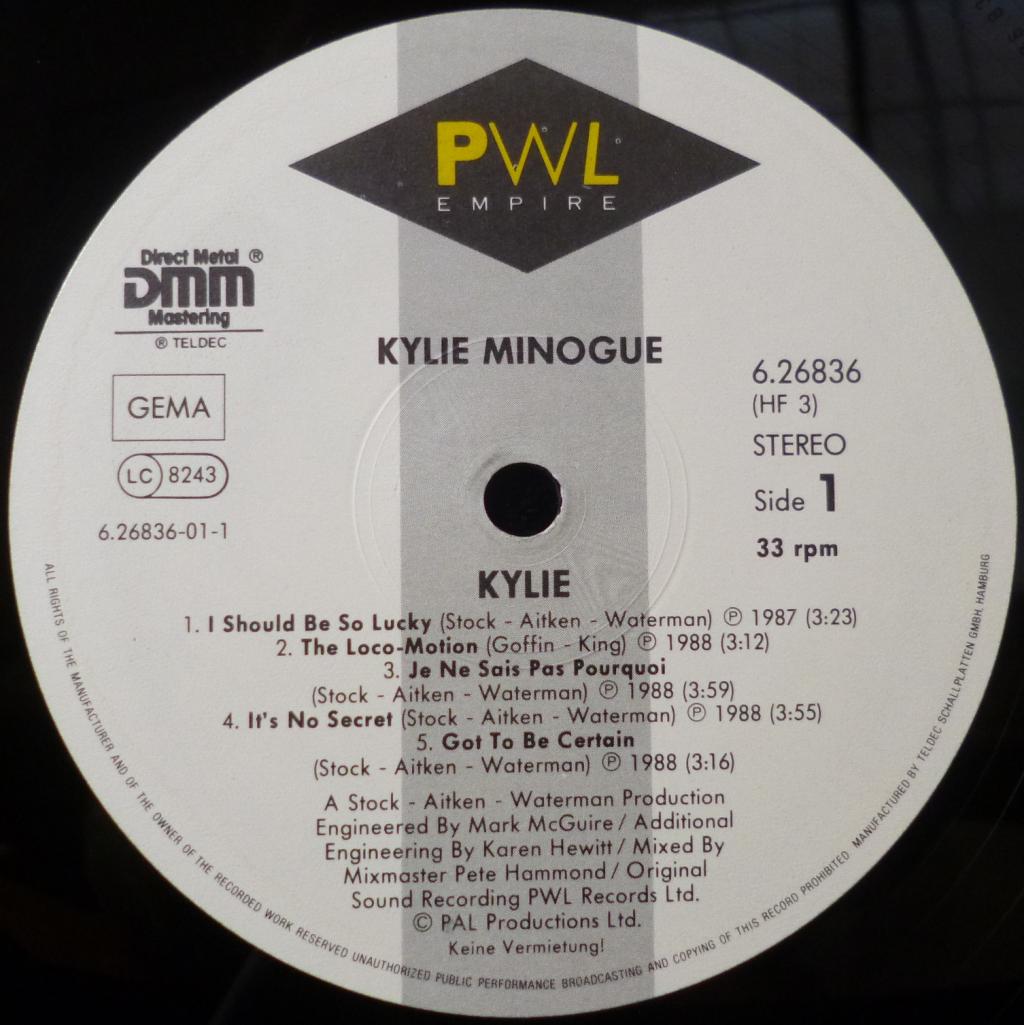 PWL
EMPIRE
Direct Metal ®
DMM
Mastering
® TELDEC
GEMA
LC 8243
6.26836-01-1
KYLIE MINOGUE
6.26836
(HF 3)
STEREO
Side 1
33 rpm
KYLIE
1. I Should Be So Lucky (Stock - Aitken - Waterman) ℗ 1987 (3:23)
2. The Loco-Motion (Goffin - King) ℗ 1988 (3:12)
3. Je Ne Sais Pas Pourquoi
(Stock - Aitken - Waterman) ℗ 1988 (3:59)
4. It's No Secret (Stock - Aitken - Waterman) ℗ 1988 (3:55)
5. Got To Be Certain
(Stock - Aitken - Waterman) ℗ 1988 (3:16)
A Stock - Aitken - Waterman Production
Engineered By Mark McGuire / Additional
Engineering By Karen Hewitt / Mixed By
Mixmaster Pete Hammond / Original
Sound Recording PWL Records Ltd.
© PAL Productions Ltd.
Keine Vermietung!
ALL RIGHTS OF THE MANUFACTURER AND OF THE OWNER OF THE RECORDED WORK RESERVED UNAUTHORIZED PUBLIC PERFORMANCE BROADCASTING AND COPYING OF THIS RECORD PROHIBITED MANUFACTURED BY TELDEC SCHALLPLATTEN GMBH, HAMBURG